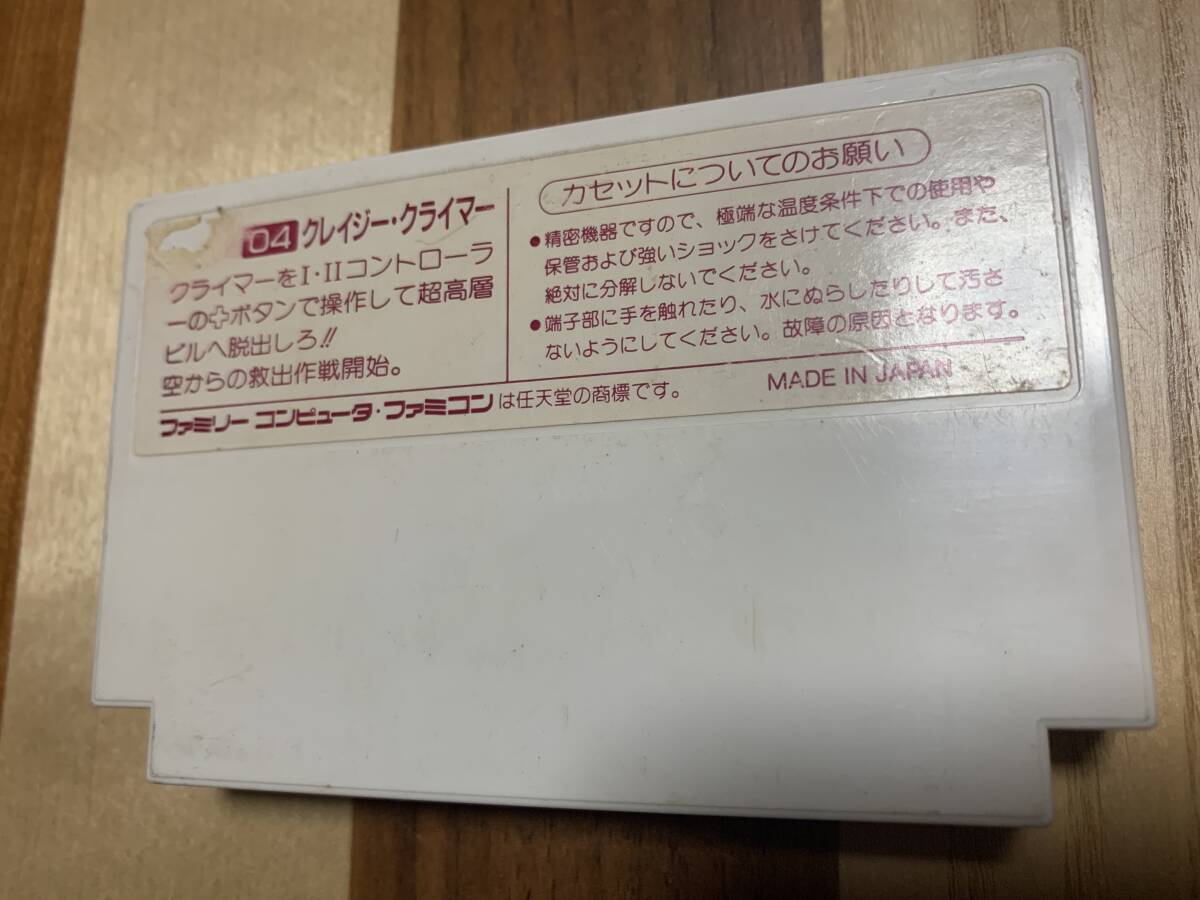 04 クレイジー・クライマー
クライマーをI・IIコントローラ
ーの✚ボタンで操作して超高層
ビルへ脱出しろ!!
空からの救出作戦開始。
カセットについてのお願い
●精密機器ですので、極端な温度条件下での使用や
保管および強いショックをさけてください。また、
絶対に分解しないでください。
●端子部に手を触れたり、水にぬらしたりして汚さ
ないようにしてください。故障の原因となります。
ファミリーコンピュータ・ファミコンは任天堂の商標です。
MADE IN JAPAN